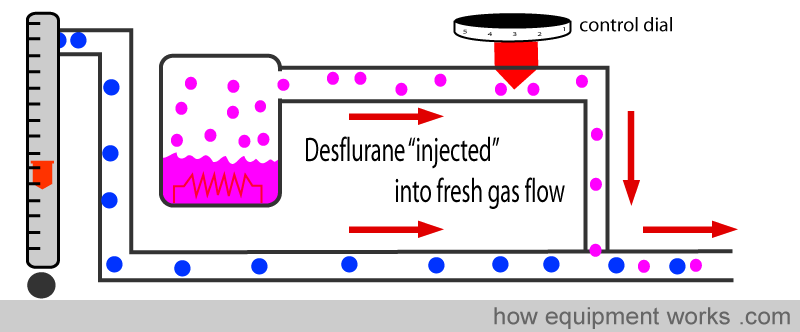 5 4 3 2 1
control dial
Desflurane “injected”
into fresh gas flow
how equipment works .com